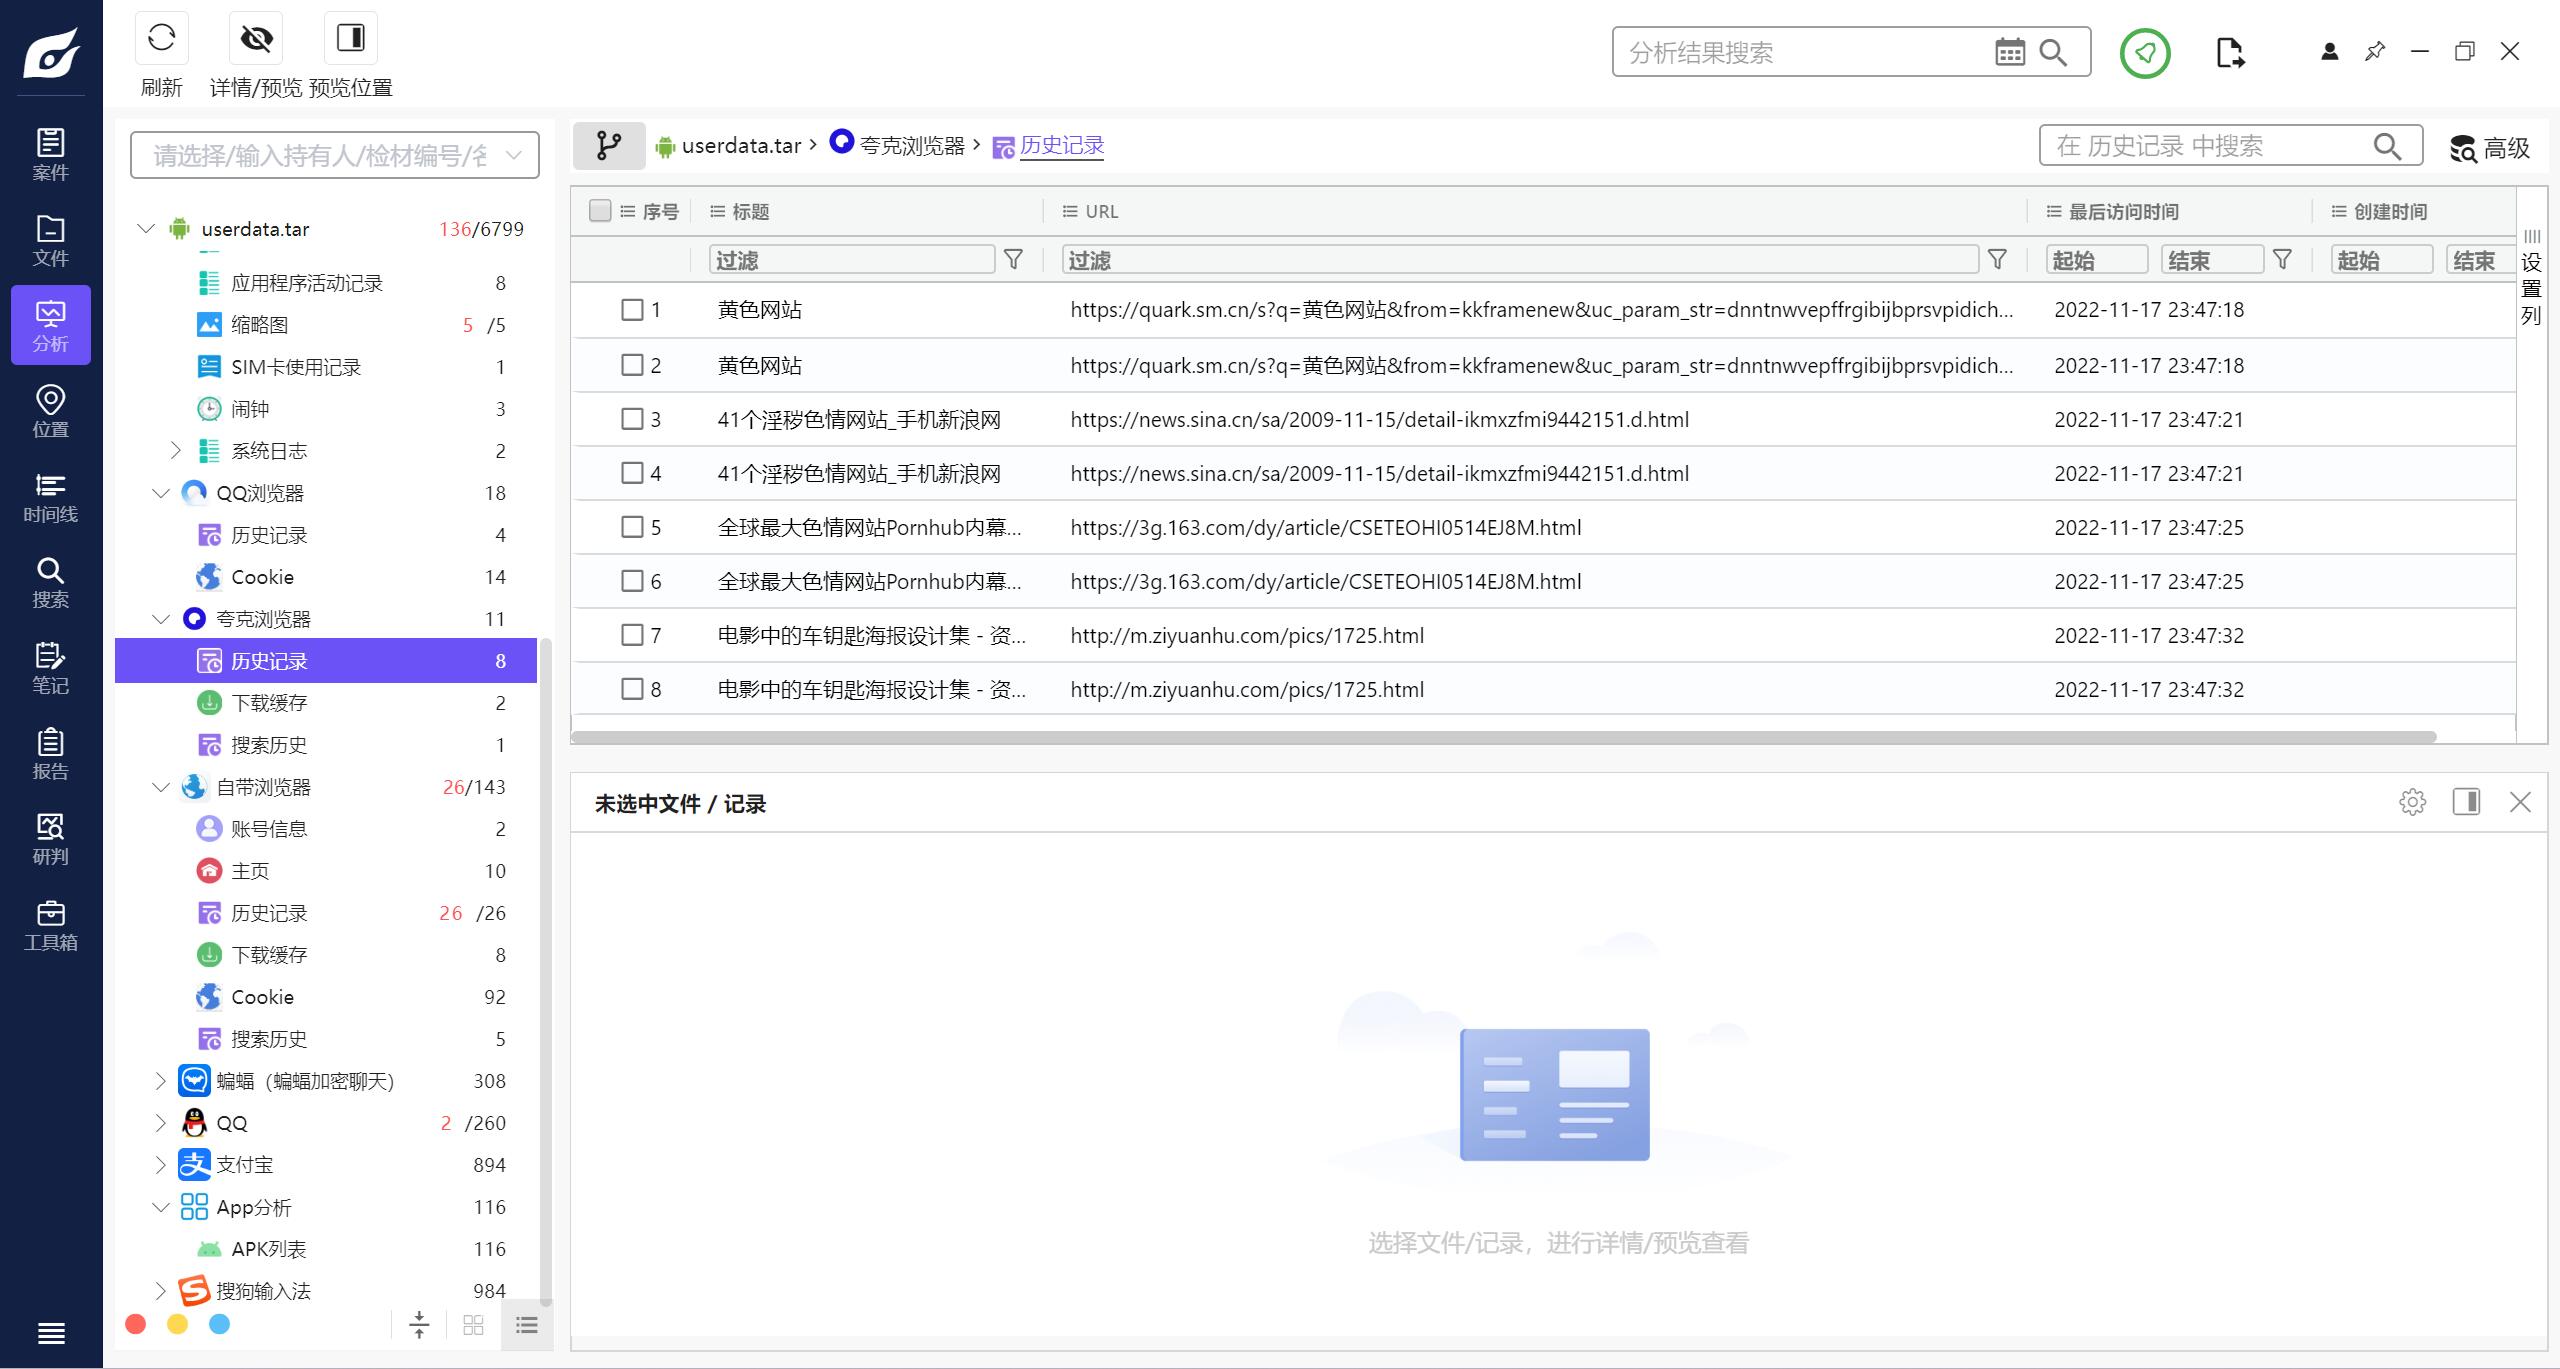 刷新
详情/预览
预览位置
分析结果搜索
案件
文件
分析
位置
时间线
搜索
笔记
报告
研判
工具箱
请选择/输入持有人/检材编号/名
userdata.tar 136/6799
应用程序活动记录 8
缩略图 5 /5
SIM卡使用记录 1
闹钟 3
系统日志 2
QQ浏览器 18
历史记录 4
Cookie 14
夸克浏览器 11
历史记录 8
下载缓存 2
搜索历史 1
自带浏览器 26/143
账号信息 2
主页 10
历史记录 26 /26
下载缓存 8
Cookie 92
搜索历史 5
蝙蝠（蝙蝠加密聊天） 308
QQ 2 /260
支付宝 894
App分析 116
APK列表 116
搜狗输入法 984
userdata.tar > 夸克浏览器 > 历史记录
在 历史记录 中搜索
高级
序号 标题 URL 最后访问时间 创建时间
过滤 过滤 起始 结束 起始 结束
设置列
1 黄色网站 https://quark.sm.cn/s?q=黄色网站&from=kkframenew&uc_param_str=dnntnwvepffrgibijbprsvpidich... 2022-11-17 23:47:18
2 黄色网站 https://quark.sm.cn/s?q=黄色网站&from=kkframenew&uc_param_str=dnntnwvepffrgibijbprsvpidich... 2022-11-17 23:47:18
3 41个淫秽色情网站_手机新浪网 https://news.sina.cn/sa/2009-11-15/detail-ikmxzfmi9442151.d.html 2022-11-17 23:47:21
4 41个淫秽色情网站_手机新浪网 https://news.sina.cn/sa/2009-11-15/detail-ikmxzfmi9442151.d.html 2022-11-17 23:47:21
5 全球最大色情网站Pornhub内幕... https://3g.163.com/dy/article/CSETEOHI0514EJ8M.html 2022-11-17 23:47:25
6 全球最大色情网站Pornhub内幕... https://3g.163.com/dy/article/CSETEOHI0514EJ8M.html 2022-11-17 23:47:25
7 电影中的车钥匙海报设计集 - 资... http://m.ziyuanhu.com/pics/1725.html 2022-11-17 23:47:32
8 电影中的车钥匙海报设计集 - 资... http://m.ziyuanhu.com/pics/1725.html 2022-11-17 23:47:32
未选中文件 / 记录
选择文件/记录，进行详情/预览查看